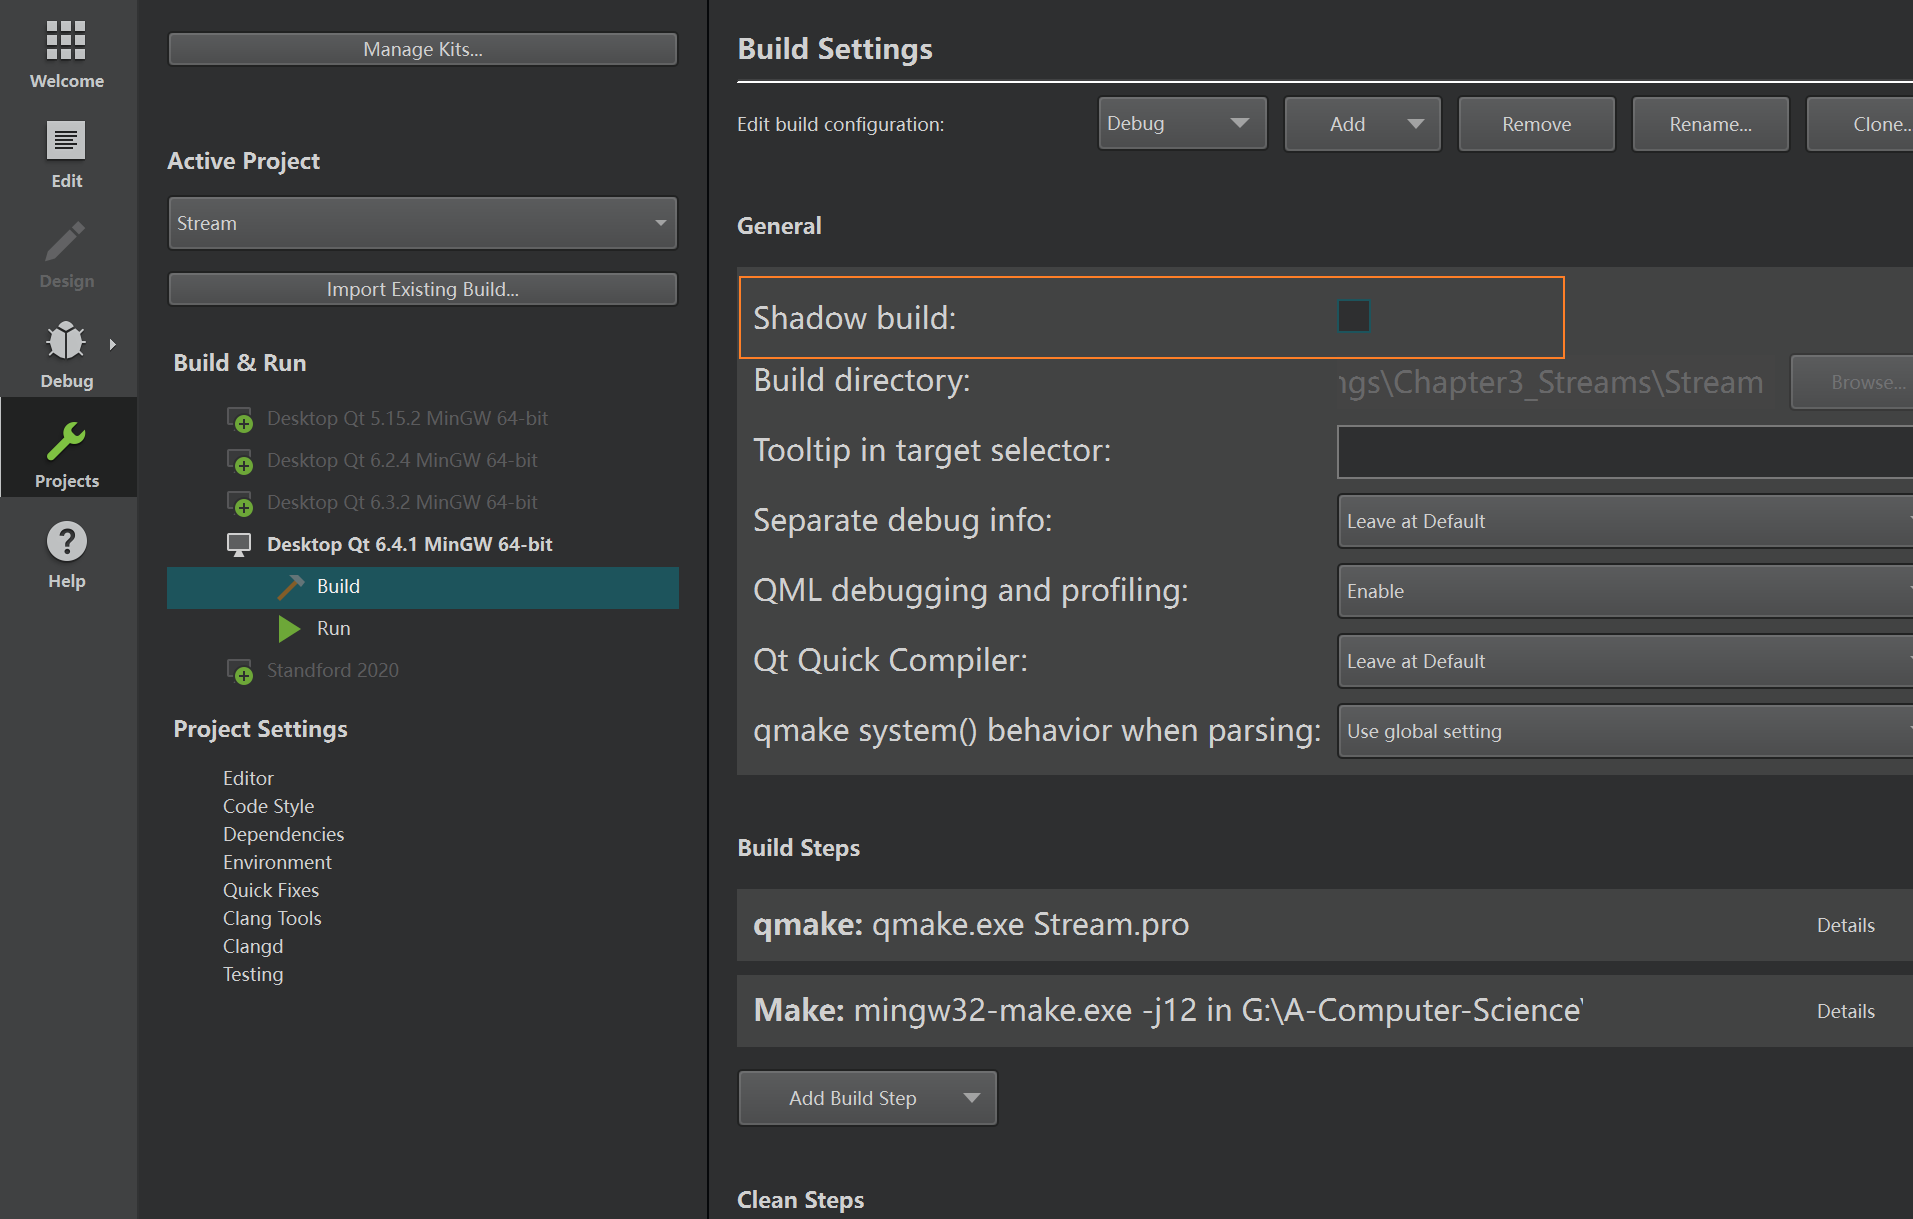 Welcome
Edit
Design
Debug
Projects
Help
Manage Kits...
Active Project
Stream
Import Existing Build...
Build & Run
Desktop Qt 5.15.2 MinGW 64-bit
Desktop Qt 6.2.4 MinGW 64-bit
Desktop Qt 6.3.2 MinGW 64-bit
Desktop Qt 6.4.1 MinGW 64-bit
Build
Run
Standford 2020
Project Settings
Editor
Code Style
Dependencies
Environment
Quick Fixes
Clang Tools
Clangd
Testing
Build Settings
Edit build configuration: Debug Add Remove Rename... Clone...
General
Shadow build:
Build directory: ngs\Chapter3_Streams\Stream Browse...
Tooltip in target selector:
Separate debug info: Leave at Default
QML debugging and profiling: Enable
Qt Quick Compiler: Leave at Default
qmake system() behavior when parsing: Use global setting
Build Steps
qmake: qmake.exe Stream.pro Details
Make: mingw32-make.exe -j12 in G:\A-Computer-Science\ Details
Add Build Step
Clean Steps